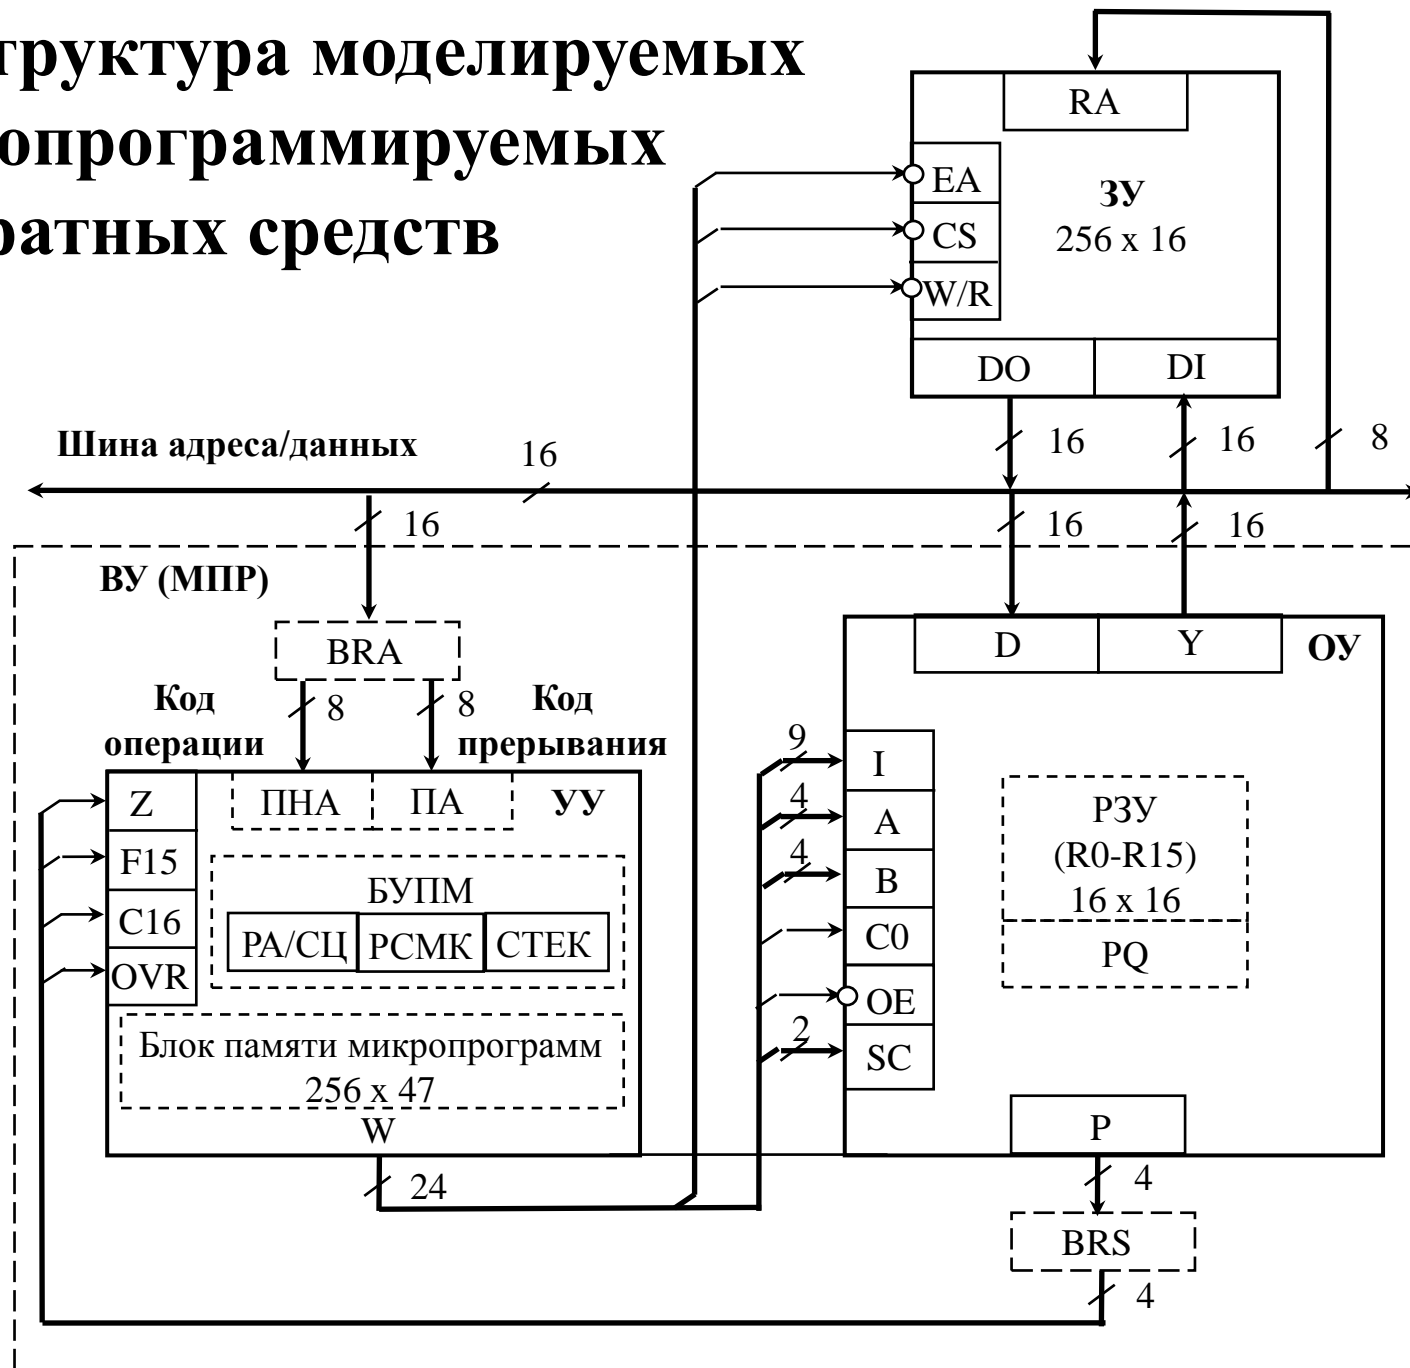 труктура моделируемых
опрограммируемых
ратных средств
RA
EA
CS
W/R
ЗУ
256 x 16
DO
DI
Шина адреса/данных
16
16
16
8
16
16
16
ВУ (МПР)
BRA
8
8
Код
операции
Код
прерывания
Z
F15
C16
OVR
ПНА
ПА
УУ
БУПМ
РА/СЦ
РСМК
СТЕК
Блок памяти микропрограмм
256 x 47
W
24
D
Y
ОУ
9
4
4
2
I
A
B
C0
OE
SC
РЗУ
(R0-R15)
16 x 16
PQ
P
4
BRS
4